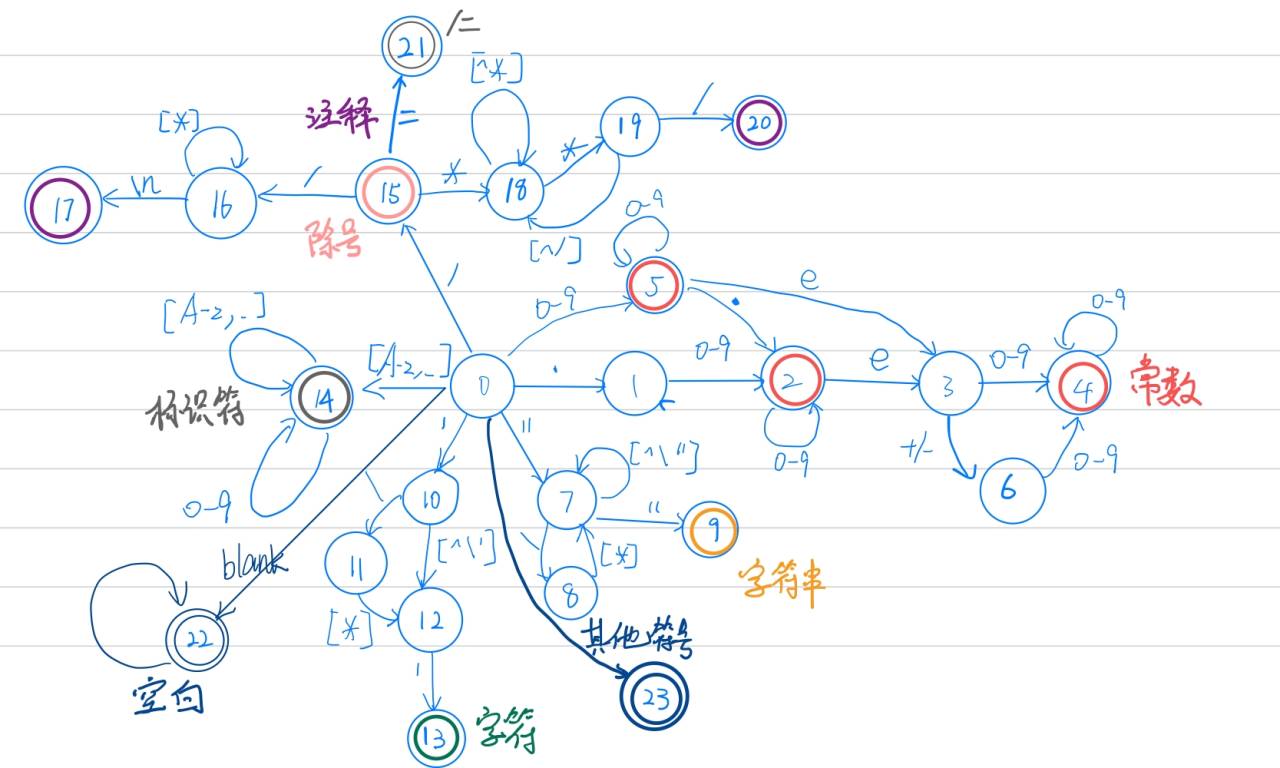 21 /=
[^*]
注释 =
[*] 19 / 20
17 \n 16 / 15 * 18 *
除号 [^/] 0-9
/ 0-9 5 . e
[A-z,_] 0-9
[A-z,_] 0 . 1 0-9 2 e 3 0-9 4 常数
标识符 14
0-9 ' " [^\"] 0-9 +/- 0-9
\ 10 7 " 9 6
blank 11 [^\'] \ 8 [*] 字符串
22 [*] 12 其他符号
空白 ' 23
13 字符